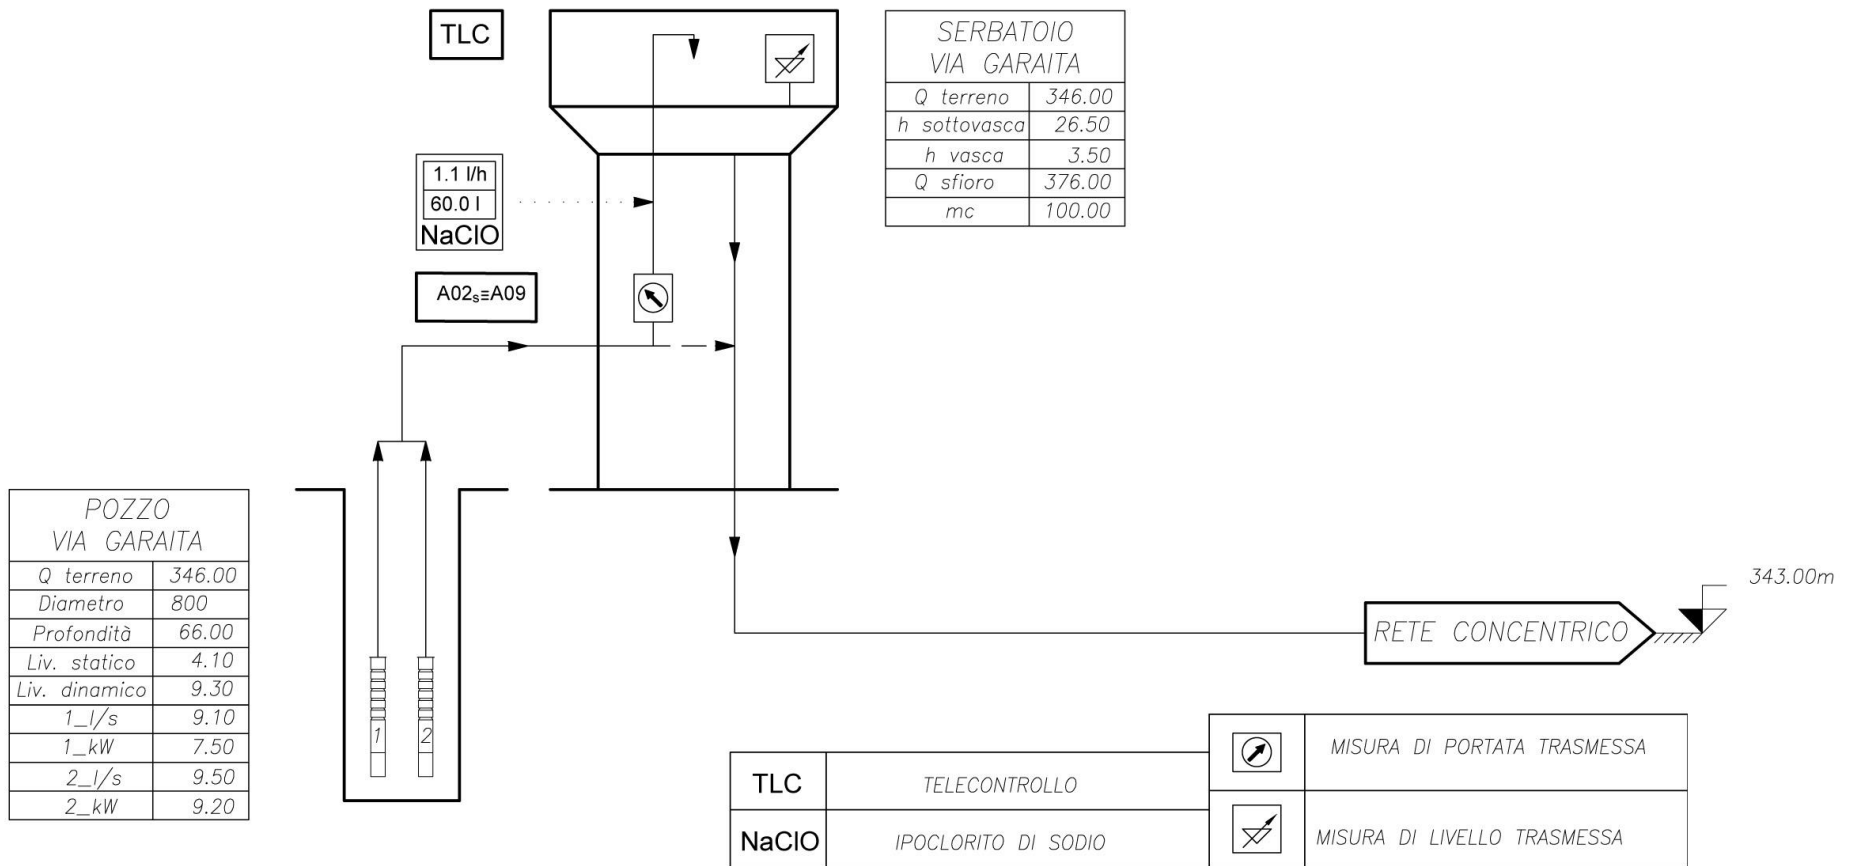 TLC
SERBATOIO
VIA GARAITA
Q terreno 346.00
h sottovasca 26.50
h vasca 3.50
Q sfioro 376.00
mc 100.00
1.1 l/h
60.0 l
NaClO
A02s≡A09
POZZO
VIA GARAITA
Q terreno 346.00
Diametro 800
Profondità 66.00
Liv. statico 4.10
Liv. dinamico 9.30
1_l/s 9.10
1_kW 7.50
2_l/s 9.50
2_kW 9.20
1 2
343.00m
RETE CONCENTRICO
MISURA DI PORTATA TRASMESSA
TLC TELECONTROLLO
MISURA DI LIVELLO TRASMESSA
NaClO IPOCLORITO DI SODIO